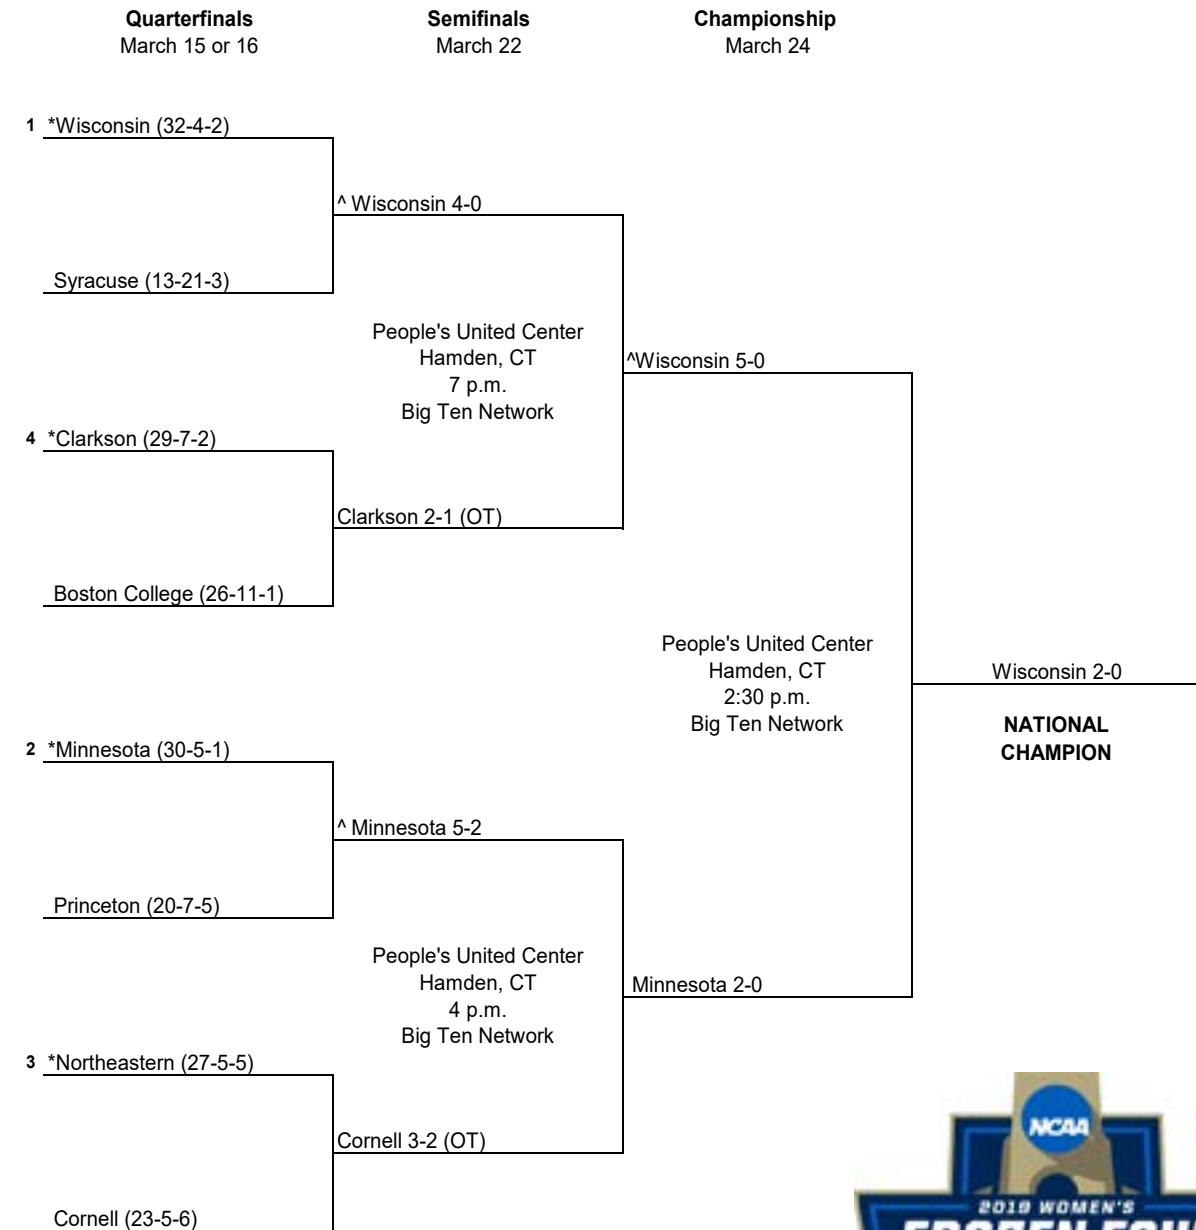 Quarterfinals
March 15 or 16
Semifinals
March 22
Championship
March 24
1 *Wisconsin (32-4-2)
^ Wisconsin 4-0
Syracuse (13-21-3)
People's United Center
Hamden, CT
7 p.m.
Big Ten Network
^Wisconsin 5-0
4 *Clarkson (29-7-2)
Clarkson 2-1 (OT)
Boston College (26-11-1)
People's United Center
Hamden, CT
2:30 p.m.
Big Ten Network
Wisconsin 2-0
NATIONAL
CHAMPION
2 *Minnesota (30-5-1)
^ Minnesota 5-2
Princeton (20-7-5)
People's United Center
Hamden, CT
4 p.m.
Big Ten Network
Minnesota 2-0
3 *Northeastern (27-5-5)
Cornell 3-2 (OT)
Cornell (23-5-6)
NCAA
2019 WOMEN'S